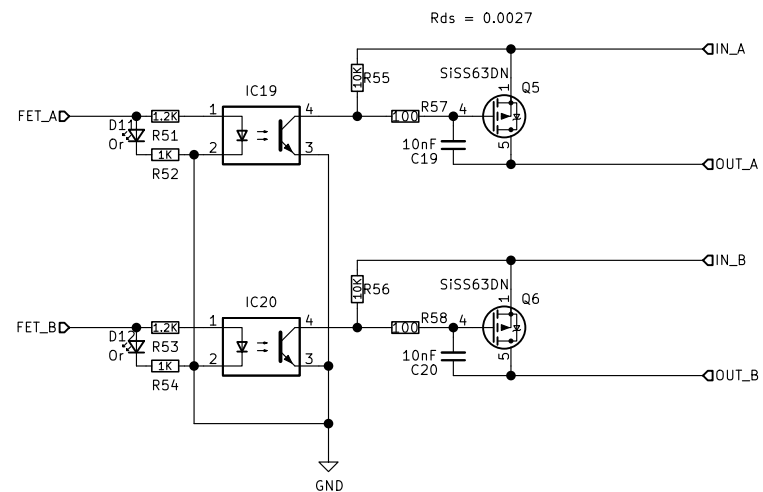 Rds = 0.0027
IN_A
10K
R55
SiSS63DN
1
Q5
IC19
FET_A
D11
Or
1.2K
R51
1
4
100
R57
4
10nF
C19
5
1K
R52
2
3
OUT_A
IN_B
10K
R56
SiSS63DN
1
Q6
IC20
FET_B
D12
Or
1.2K
R53
1
4
100
R58
4
10nF
C20
5
1K
R54
2
3
OUT_B
GND